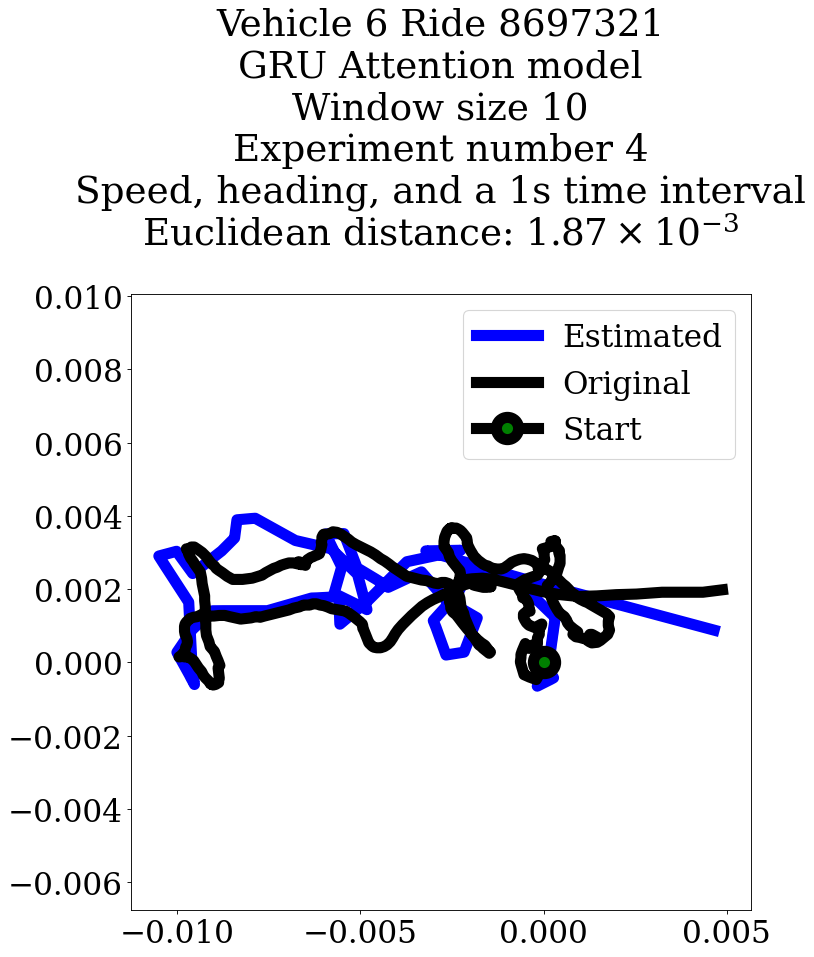 Vehicle 6 Ride 8697321
GRU Attention model
Window size 10
Experiment number 4
Speed, heading, and a 1s time interval
Euclidean distance: 1.87 × 10⁻³
Estimated
Original
Start
0.010
0.008
0.006
0.004
0.002
0.000
−0.002
−0.004
−0.006
−0.010
−0.005
0.000
0.005